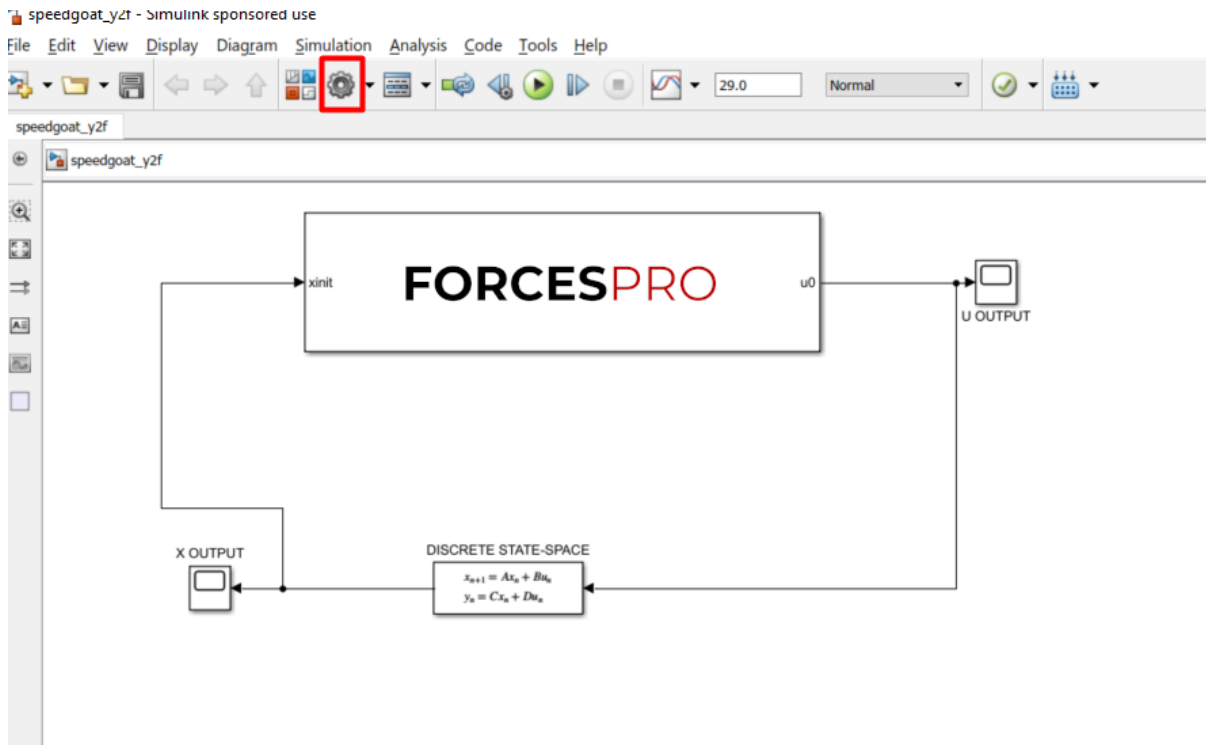 speedgoat_y2f - Simulink sponsored use
File Edit View Display Diagram Simulation Analysis Code Tools Help
29.0 Normal
speedgoat_y2f
speedgoat_y2f
xinit FORCESPRO u0
U OUTPUT
X OUTPUT DISCRETE STATE-SPACE
xₙ₊₁ = Axₙ + Buₙ
yₙ = Cxₙ + Duₙ